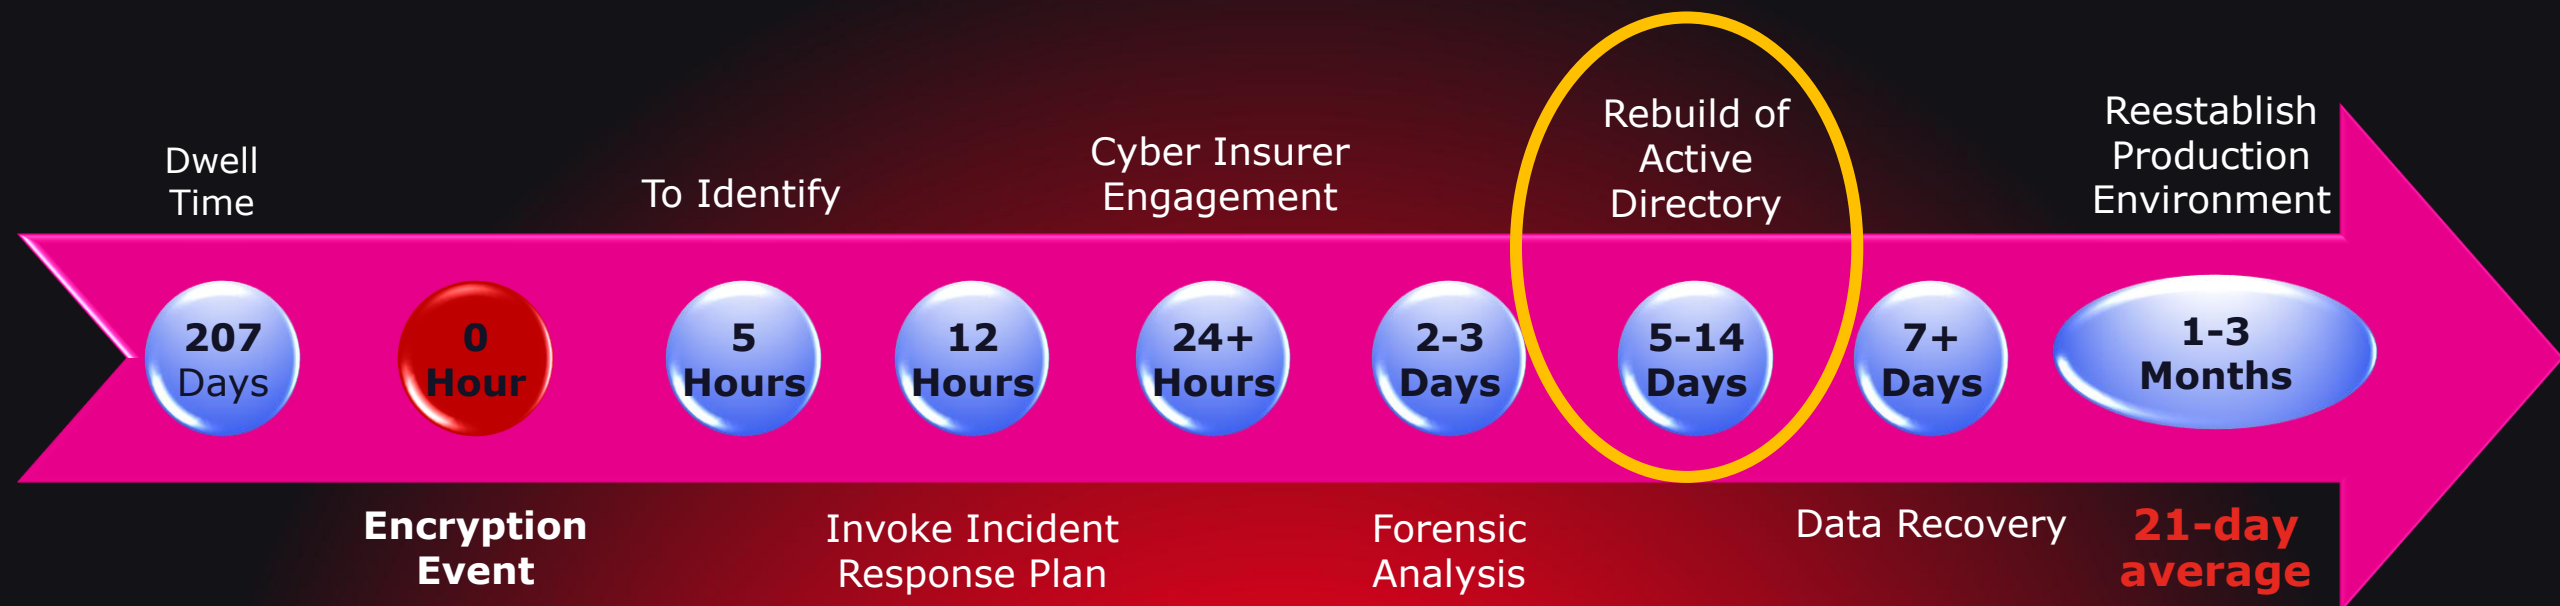 Dwell
Time
207
Days
0
Hour
Encryption
Event
To Identify
5
Hours
12
Hours
Invoke Incident
Response Plan
Cyber Insurer
Engagement
24+
Hours
2-3
Days
Forensic
Analysis
Rebuild of
Active
Directory
5-14
Days
7+
Days
Data Recovery
Reestablish
Production
Environment
1-3
Months
21-day
average